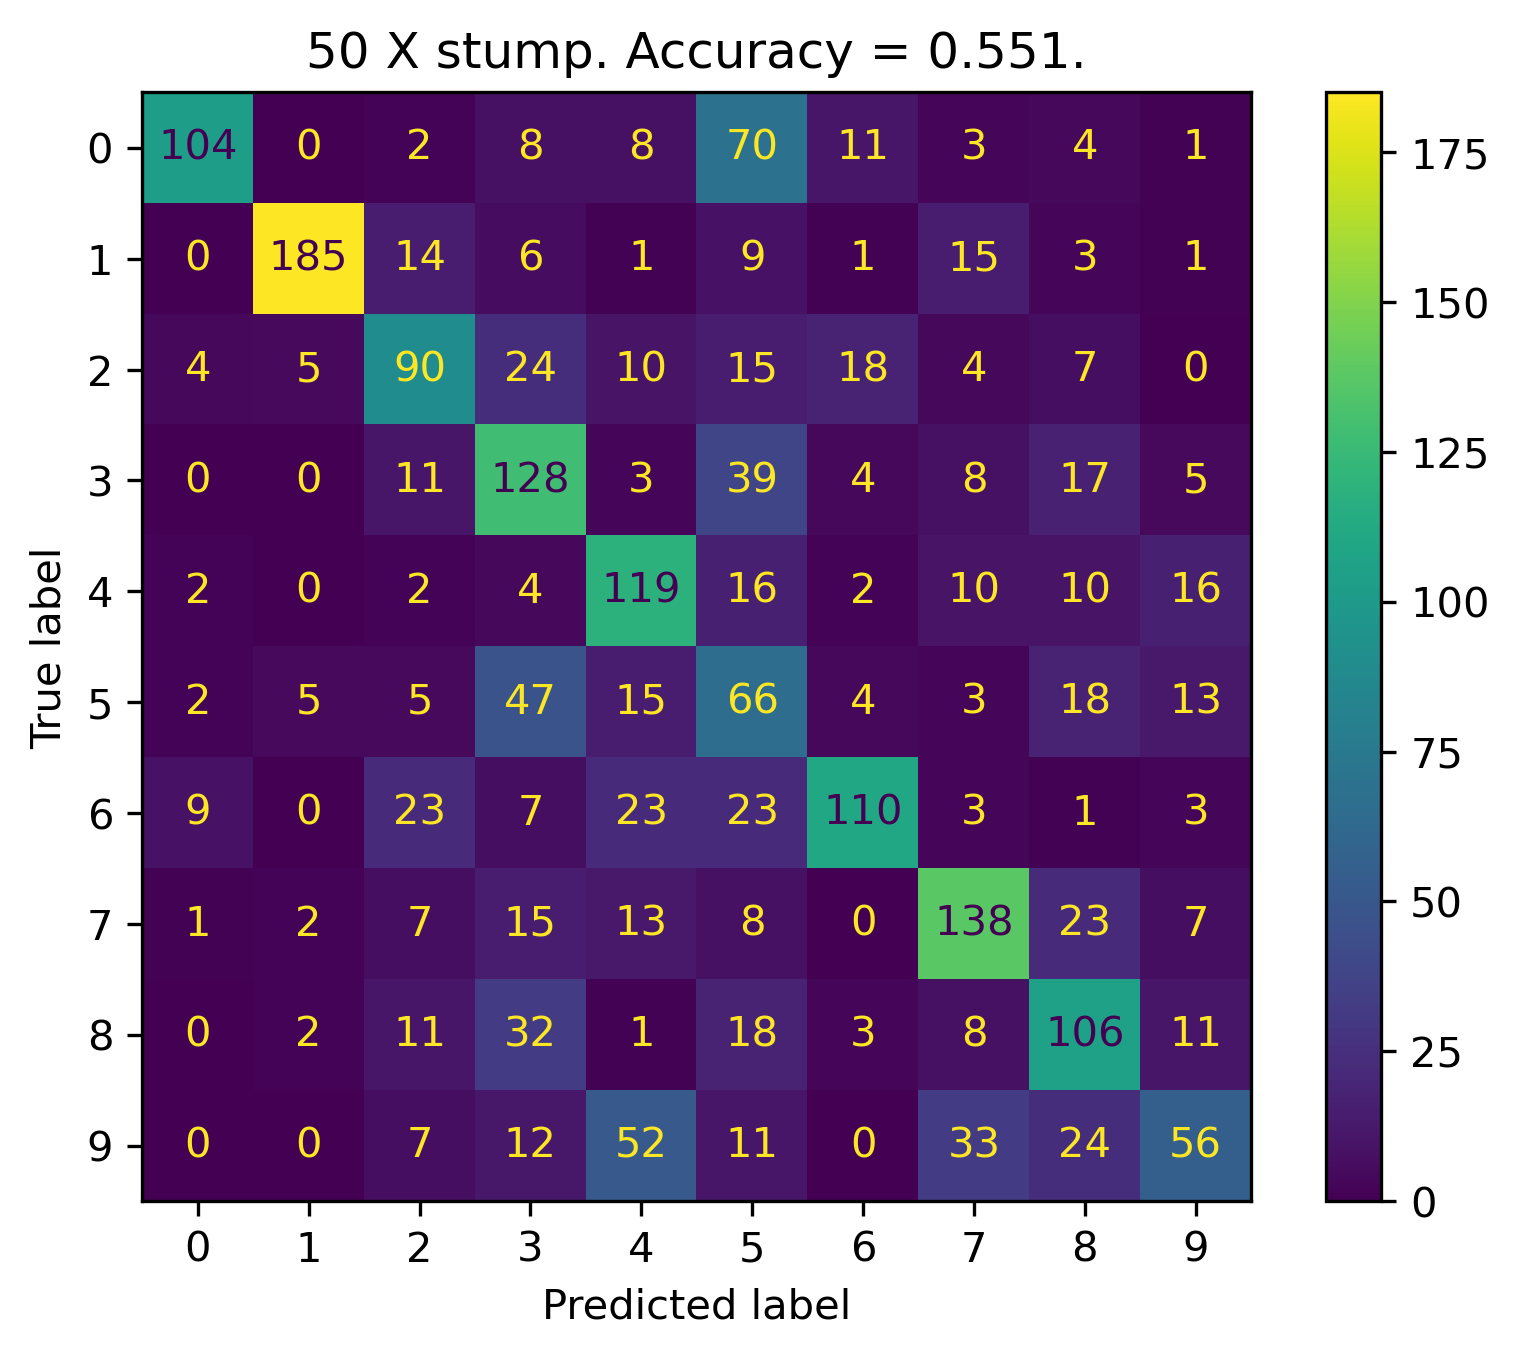 50 X stump. Accuracy = 0.551.
0 104 0 2 8 8 70 11 3 4 1
1 0 185 14 6 1 9 1 15 3 1
2 4 5 90 24 10 15 18 4 7 0
3 0 0 11 128 3 39 4 8 17 5
4 2 0 2 4 119 16 2 10 10 16
5 2 5 5 47 15 66 4 3 18 13
6 9 0 23 7 23 23 110 3 1 3
7 1 2 7 15 13 8 0 138 23 7
8 0 2 11 32 1 18 3 8 106 11
9 0 0 7 12 52 11 0 33 24 56
0 1 2 3 4 5 6 7 8 9
Predicted label
True label
175
150
125
100
75
50
25
0